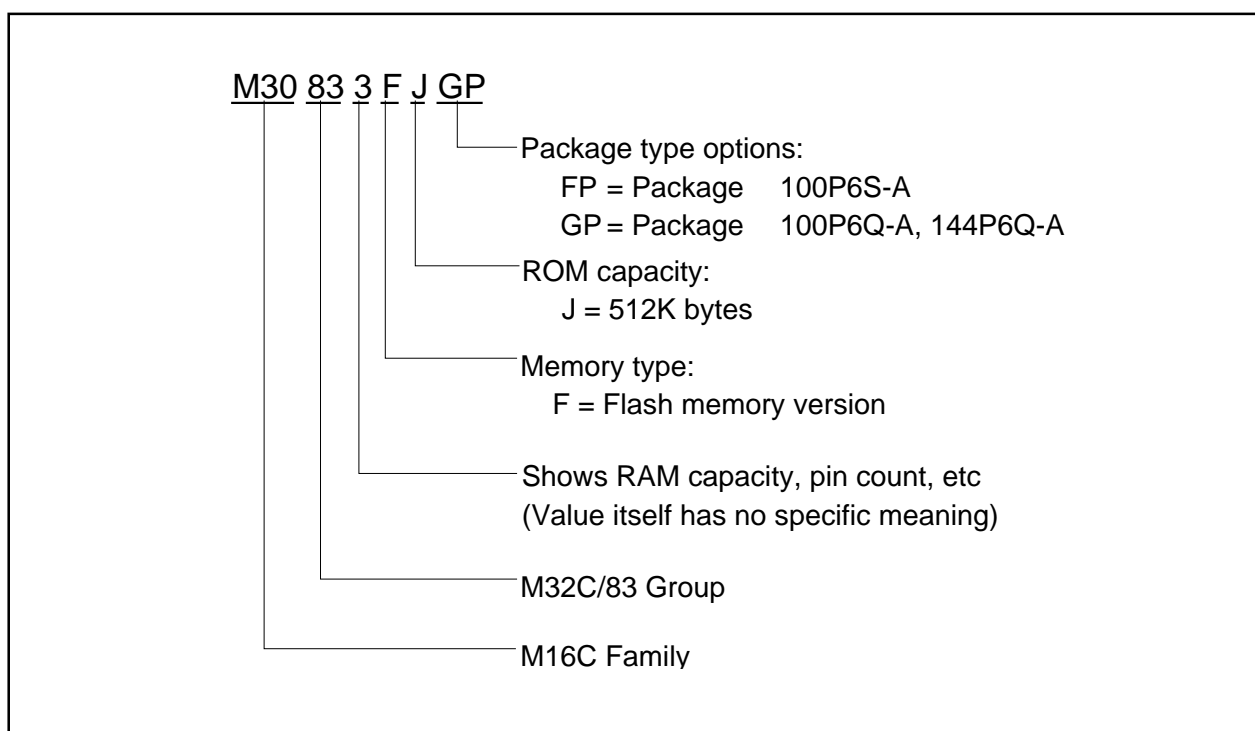 M30 83 3 F J GP
Package type options:
FP = Package 100P6S-A
GP = Package 100P6Q-A, 144P6Q-A
ROM capacity:
J = 512K bytes
Memory type:
F = Flash memory version
Shows RAM capacity, pin count, etc
(Value itself has no specific meaning)
M32C/83 Group
M16C Family